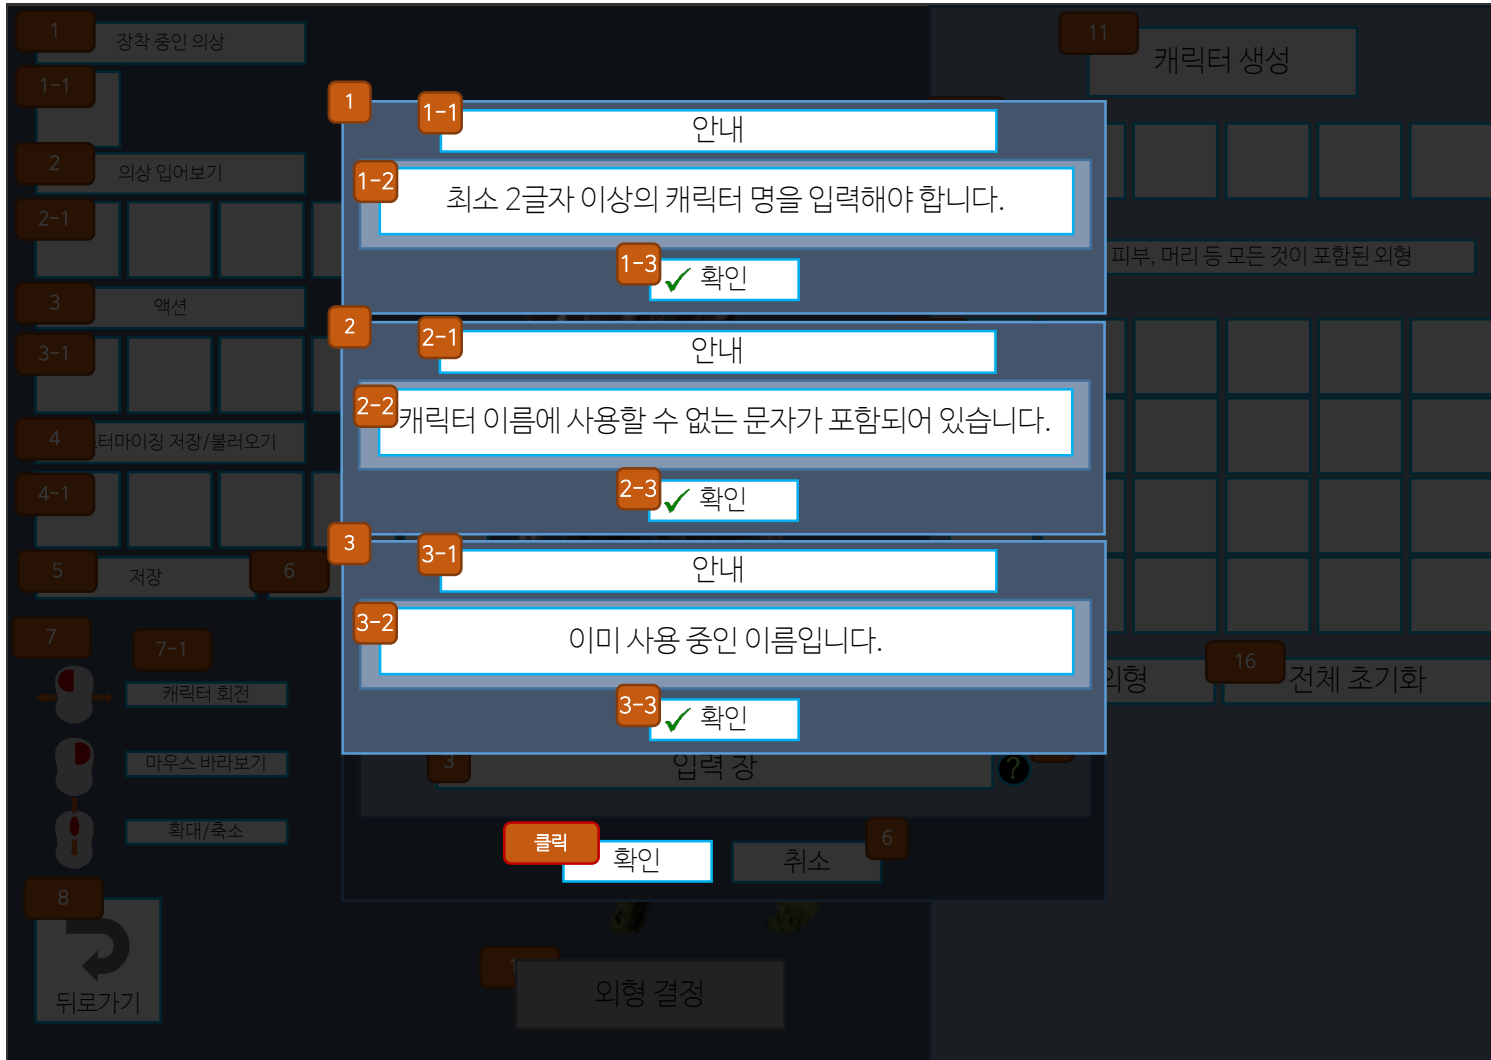 1
장착 중인 의상
1-1
2
의상 입어보기
2-1
3
액션
3-1
4
터마이징 저장/불러오기
4-1
5
저장
6
7
7-1
캐릭터 회전
마우스 바라보기
확대/축소
8
뒤로가기
1
1-1
안내
1-2
최소 2글자 이상의 캐릭터 명을 입력해야 합니다.
1-3
확인
2
2-1
안내
2-2
캐릭터 이름에 사용할 수 없는 문자가 포함되어 있습니다.
2-3
확인
3
3-1
안내
3-2
이미 사용 중인 이름입니다.
3-3
확인
3
입력 장
?
클릭
확인
취소
6
외형 결정
11
캐릭터 생성
피부, 머리 등 모든 것이 포함된 외형
외형
16
전체 초기화